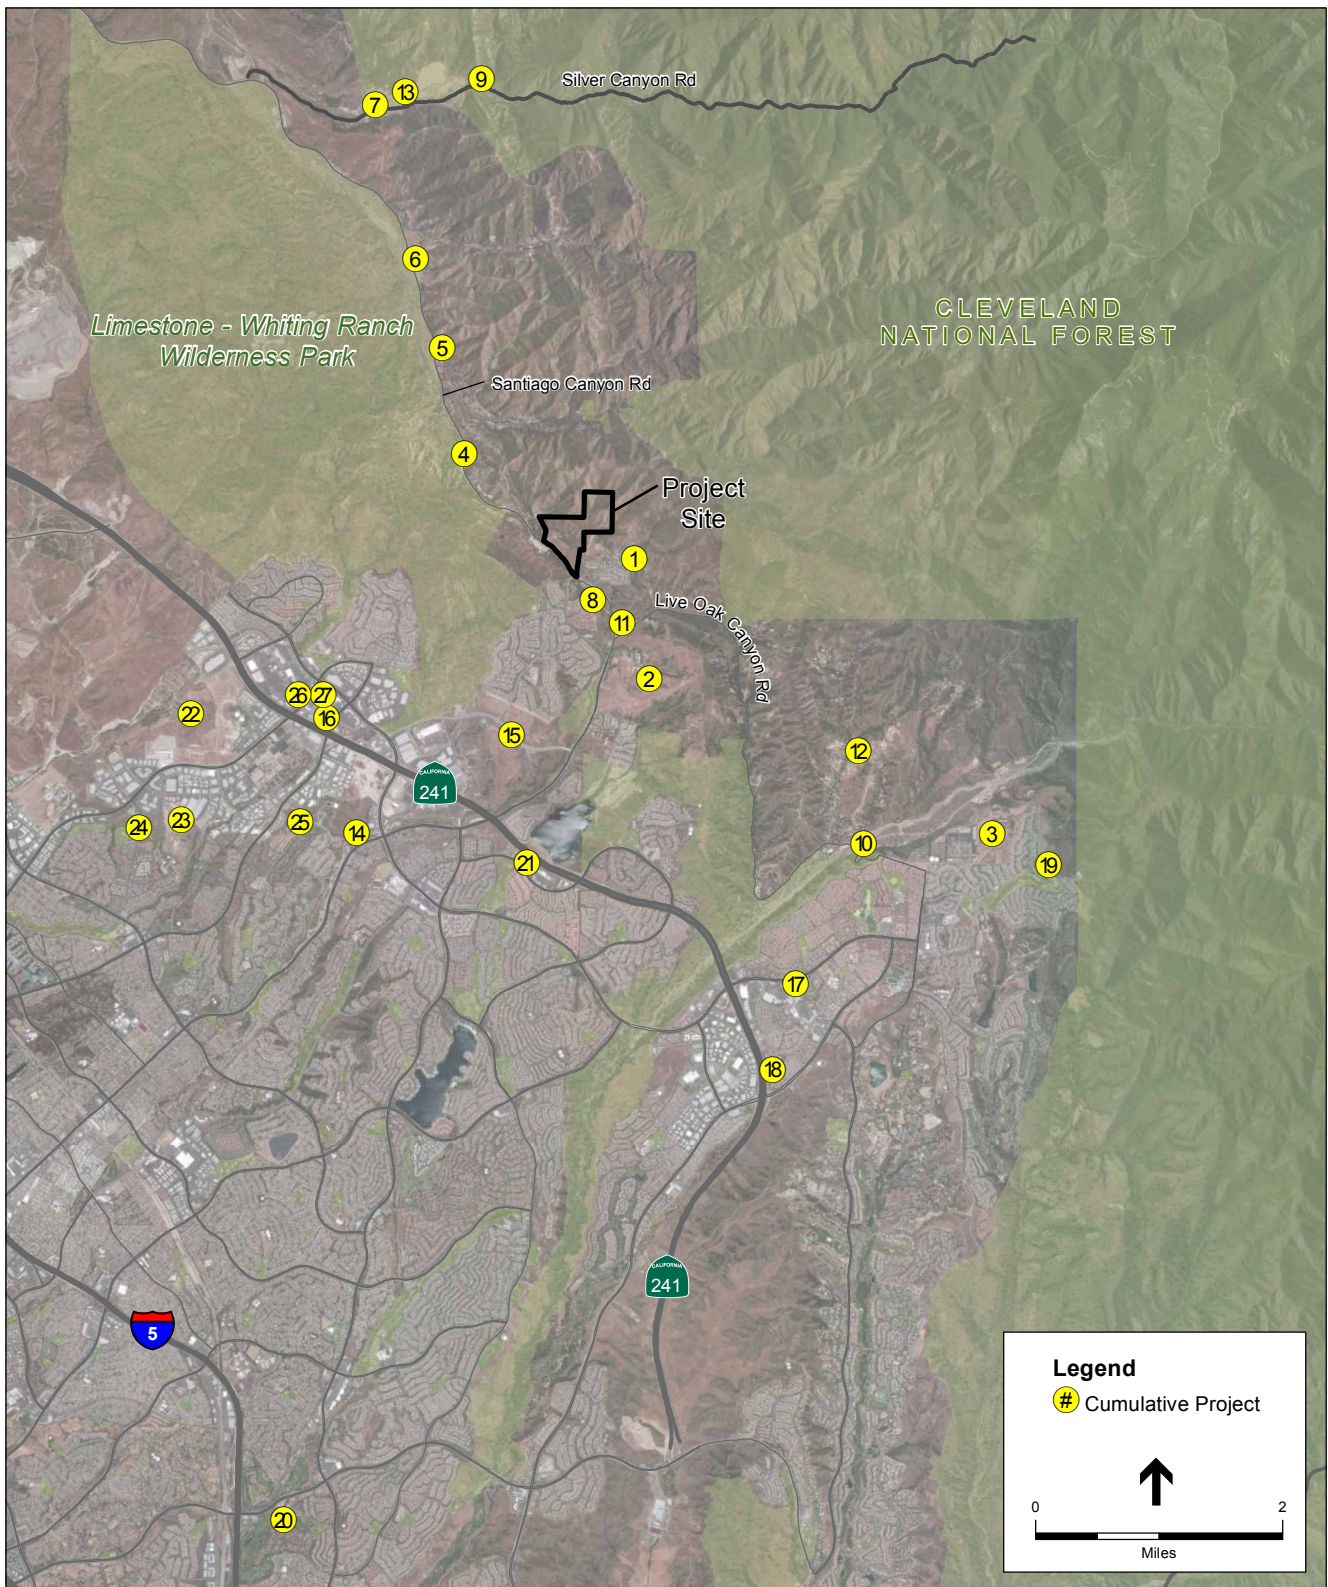 9
Silver Canyon Rd
13
7
6
CLEVELAND
NATIONAL FOREST
Limestone - Whiting Ranch
Wilderness Park
5
Santiago Canyon Rd
4
Project
Site
1
8
Live Oak Canyon Rd
11
2
26
27
22
16
15
12
CALIFORNIA
241
23
24
25
14
3
10
21
19
17
18
CALIFORNIA
241
5
20
Legend
# Cumulative Project
0
2
Miles